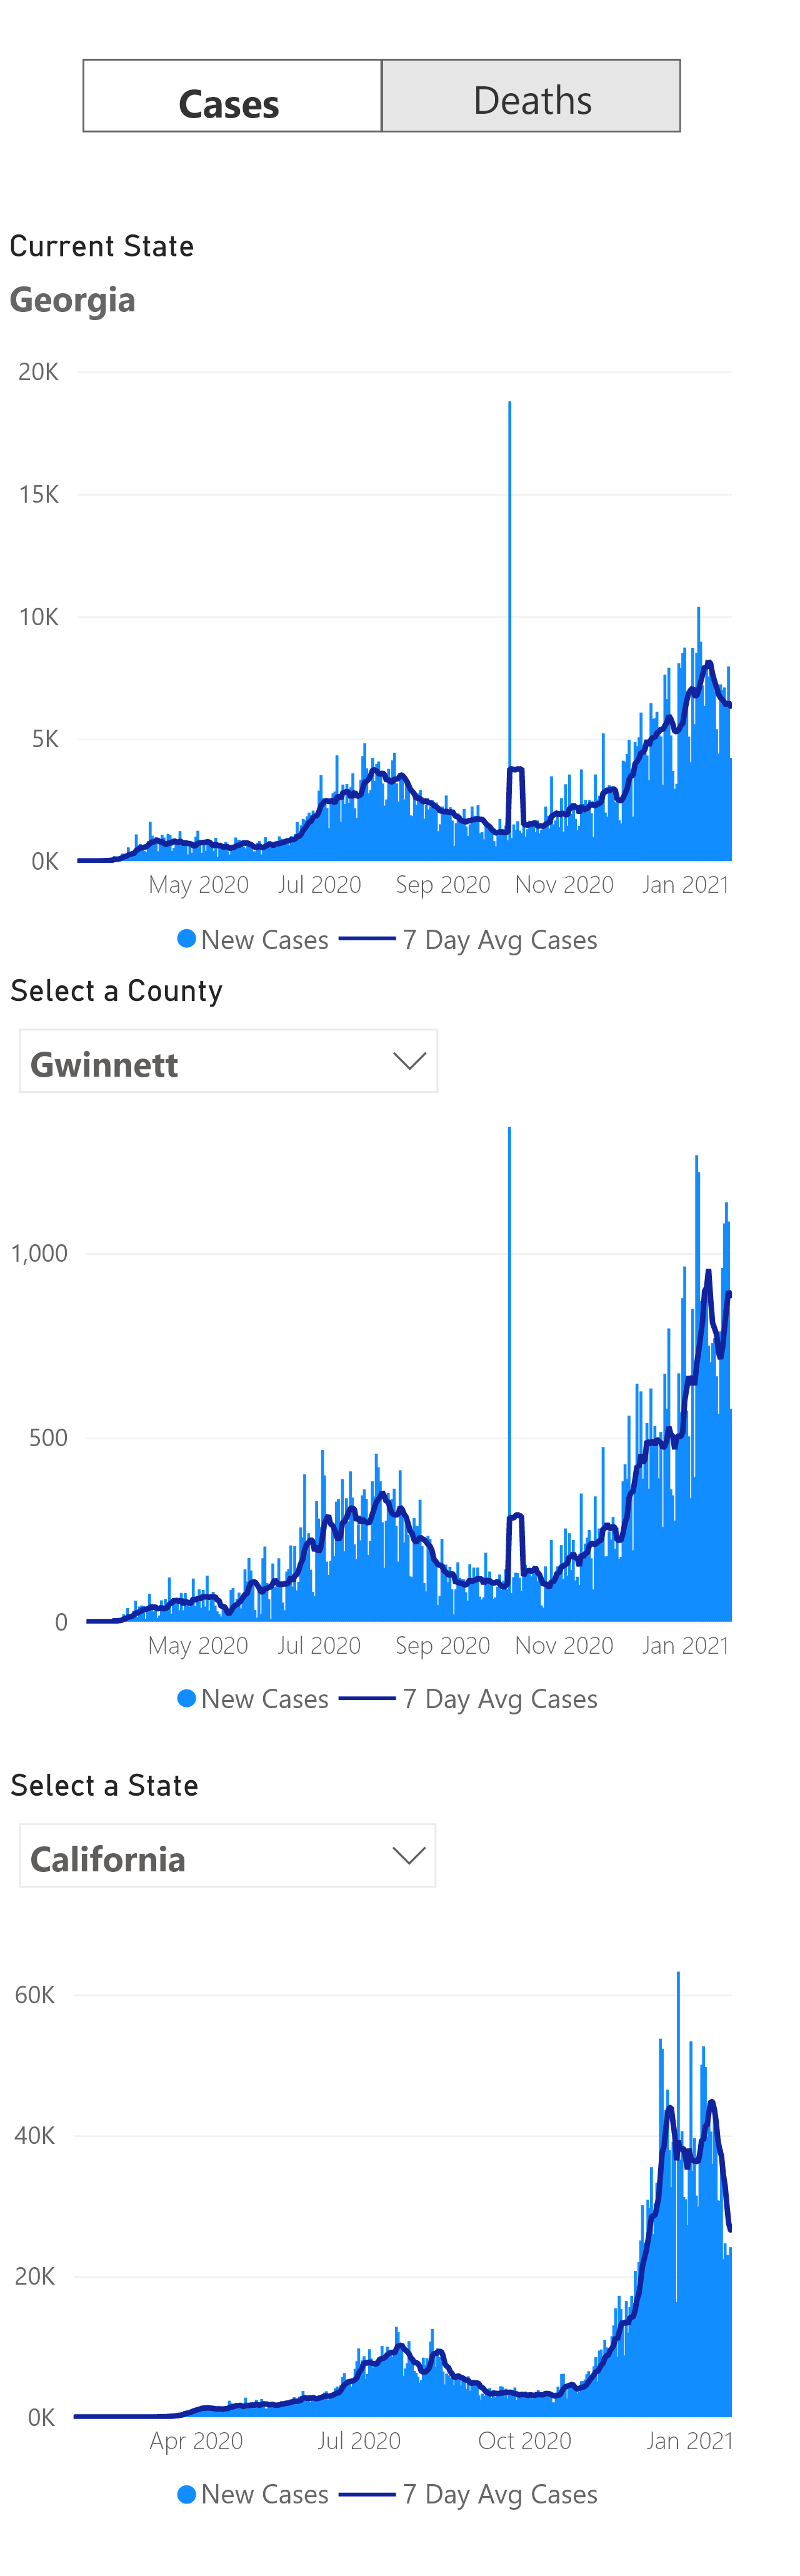 Cases Deaths
Current State
Georgia
20K
15K
10K
5K
0K
May 2020 Jul 2020 Sep 2020 Nov 2020 Jan 2021
New Cases 7 Day Avg Cases
Select a County
Gwinnett
1,000
500
0
May 2020 Jul 2020 Sep 2020 Nov 2020 Jan 2021
New Cases 7 Day Avg Cases
Select a State
California
60K
40K
20K
0K
Apr 2020 Jul 2020 Oct 2020 Jan 2021
New Cases 7 Day Avg Cases